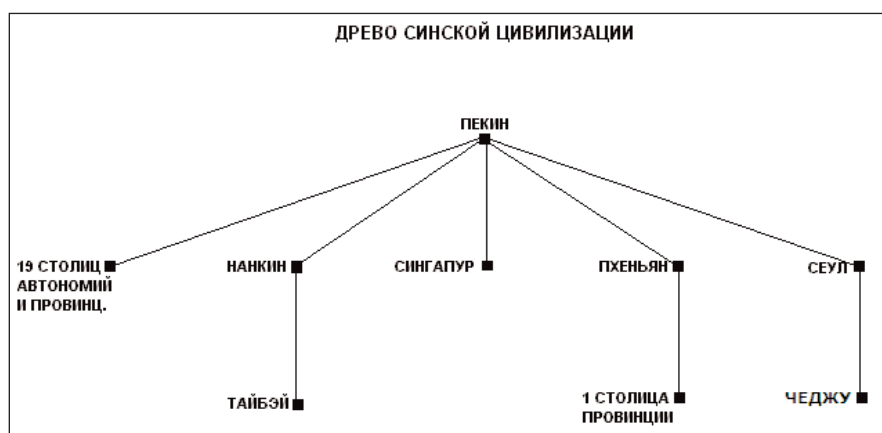 ДРЕВО СИНСКОЙ ЦИВИЛИЗАЦИИ
ПЕКИН
19 СТОЛИЦ
АВТОНОМИЙ
И ПРОВИНЦ.
НАНКИН
СИНГАПУР
ПХЕНЬЯН
СЕУЛ
ТАЙБЭЙ
1 СТОЛИЦА
ПРОВИНЦИИ
ЧЕДЖУ